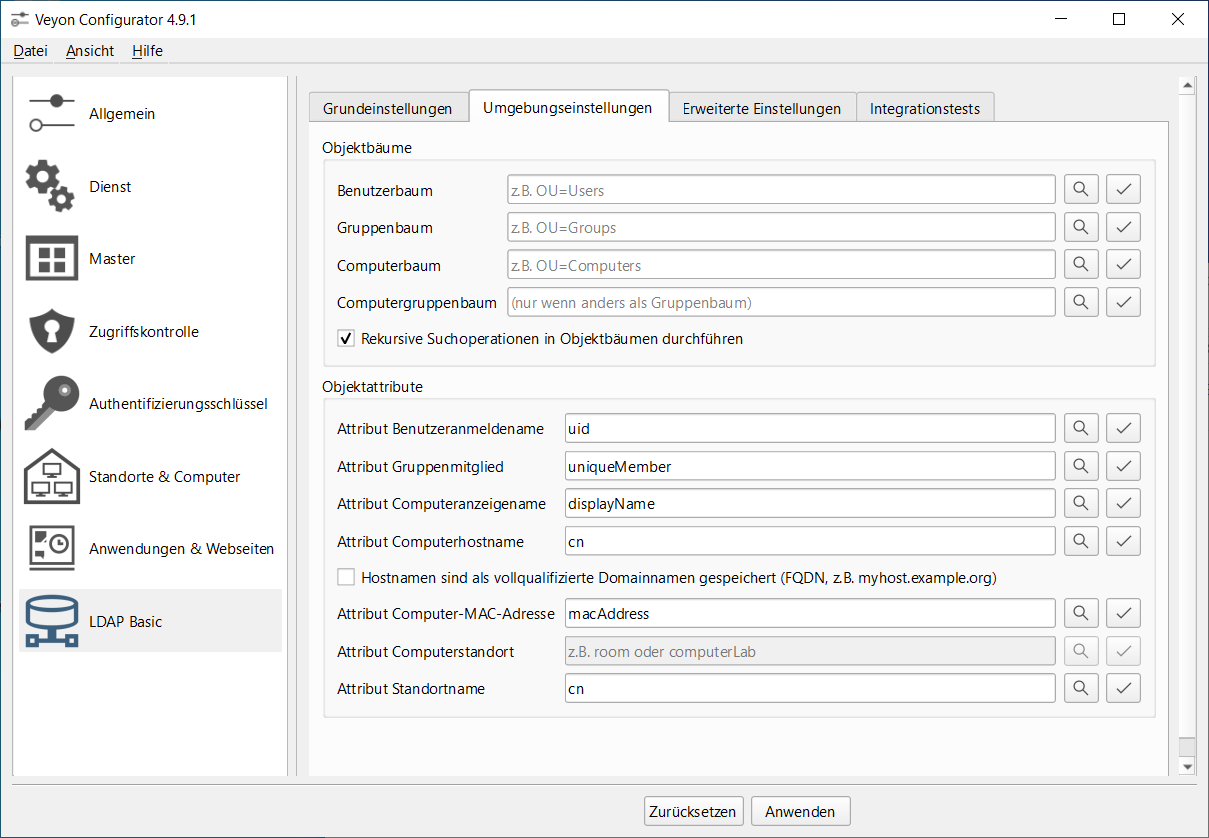 Veyon Configurator 4.9.1
Datei Ansicht Hilfe
Allgemein
Dienst
Master
Zugriffskontrolle
Authentifizierungsschlüssel
Standorte & Computer
Anwendungen & Webseiten
LDAP Basic
Grundeinstellungen Umgebungseinstellungen Erweiterte Einstellungen Integrationstests
Objektbäume
Benutzerbaum z.B. OU=Users
Gruppenbaum z.B. OU=Groups
Computerbaum z.B. OU=Computers
Computergruppenbaum (nur wenn anders als Gruppenbaum)
Rekursive Suchoperationen in Objektbäumen durchführen
Objektattribute
Attribut Benutzeranmeldename uid
Attribut Gruppenmitglied uniqueMember
Attribut Computeranzeigename displayName
Attribut Computerhostname cn
Hostnamen sind als vollqualifizierte Domainnamen gespeichert (FQDN, z.B. myhost.example.org)
Attribut Computer-MAC-Adresse macAddress
Attribut Computerstandort z.B. room oder computerLab
Attribut Standortname cn
Zurücksetzen Anwenden